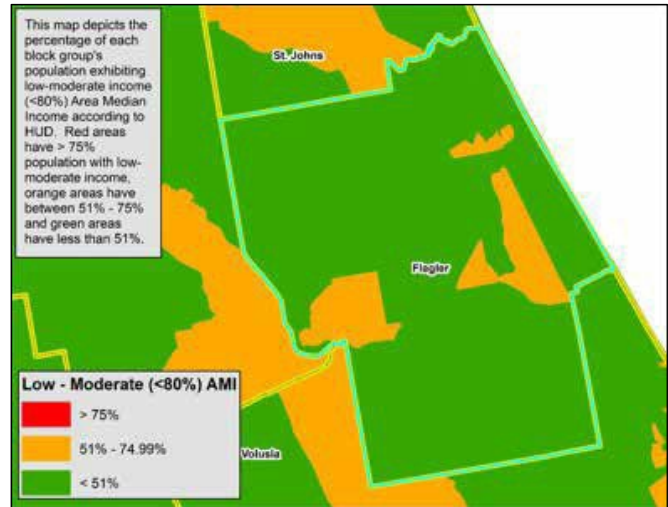 This map depicts the
percentage of each
block group's
population exhibiting
low-moderate income
(<80%) Area Median
Income according to
HUD. Red areas
have > 75%
population with low-
moderate income,
orange areas have
between 51% - 75%
and green areas
have less than 51%.
St. Johns
Flagler
Low - Moderate (<80%) AMI
> 75%
51% - 74.99%
< 51%
Volusia